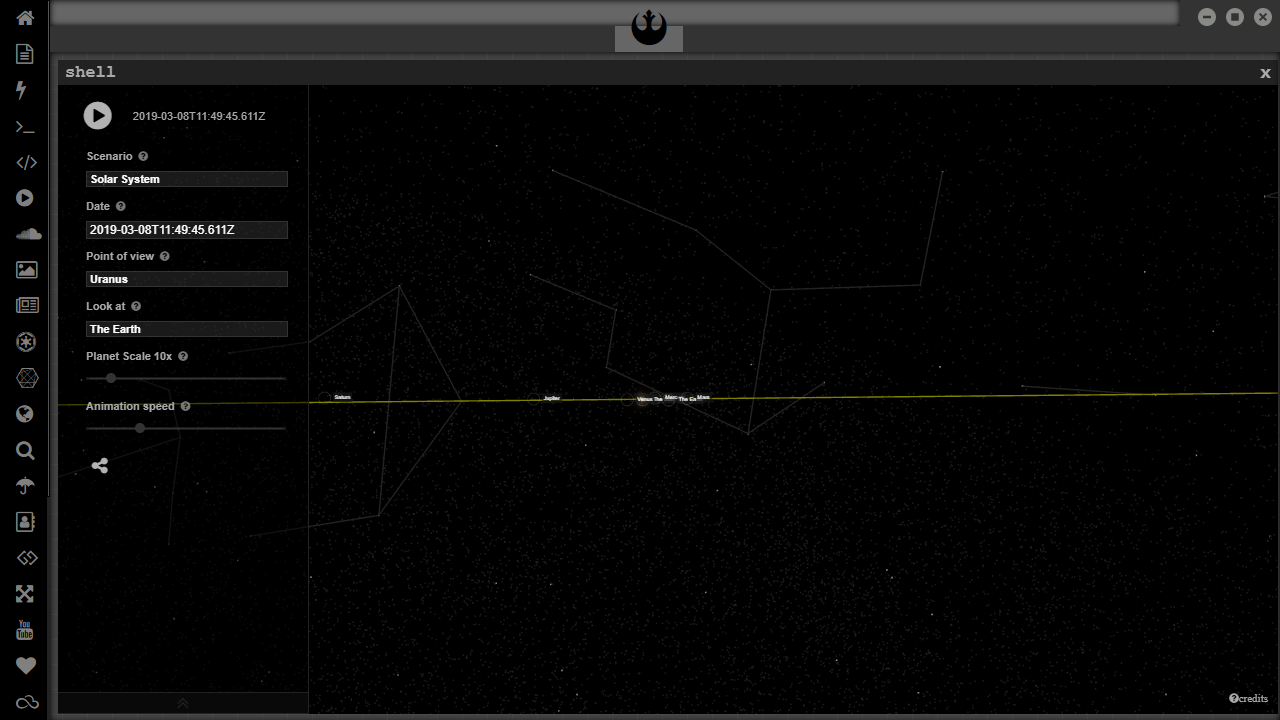 shell
x
2019-03-08T11:49:45.611Z
Scenario
Solar System
Date
2019-03-08T11:49:45.611Z
Point of view
Uranus
Look at
The Earth
Planet Scale 10x
Animation speed
Saturn
Jupiter
Venus The Merc The Ea Mars
You
Tube
credits